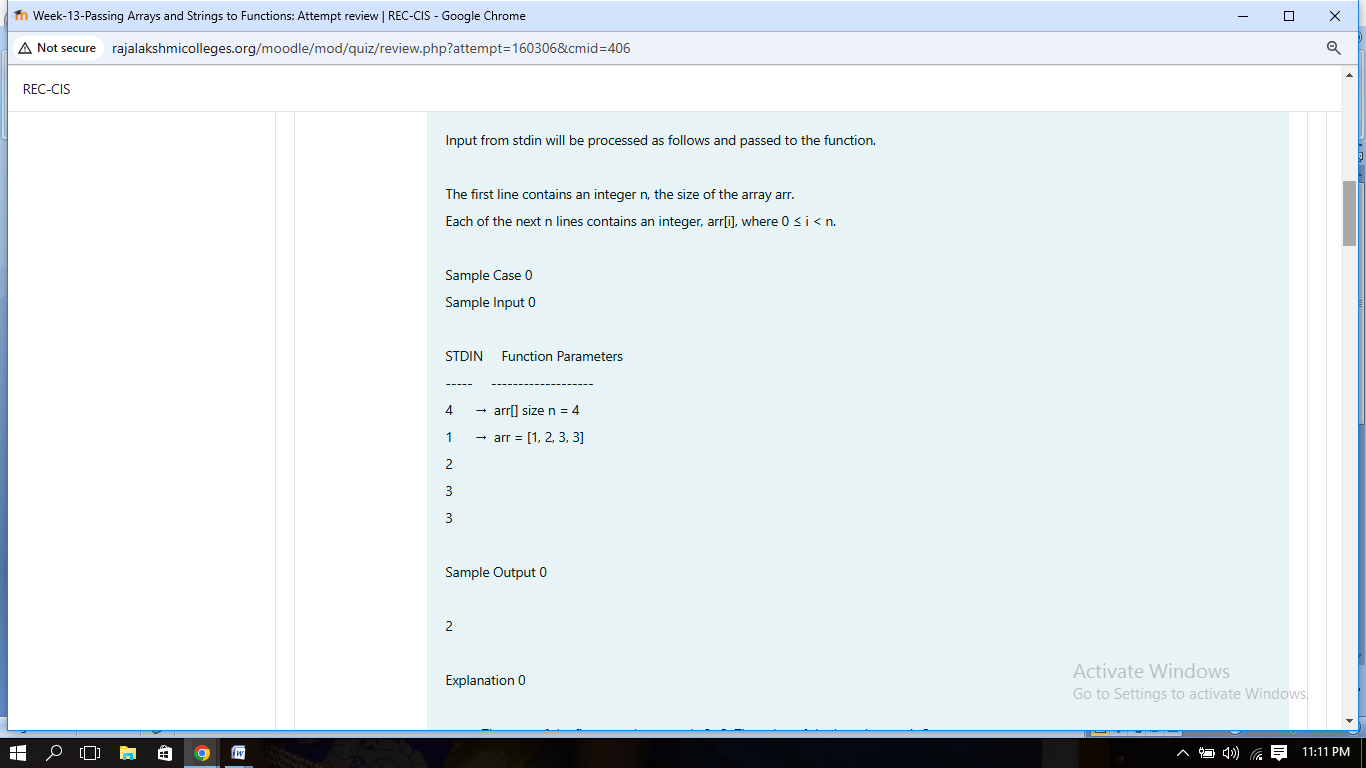 Week-13-Passing Arrays and Strings to Functions: Attempt review | REC-CIS - Google Chrome
Not secure rajalakshmicolleges.org/moodle/mod/quiz/review.php?attempt=160306&cmid=406
REC-CIS
Input from stdin will be processed as follows and passed to the function.
The first line contains an integer n, the size of the array arr.
Each of the next n lines contains an integer, arr[i], where 0 ≤ i < n.
Sample Case 0
Sample Input 0
STDIN Function Parameters
----- -------------------
4 → arr[] size n = 4
1 → arr = [1, 2, 3, 3]
2
3
3
Sample Output 0
2
Explanation 0
Activate Windows
Go to Settings to activate Windows.
11:11 PM